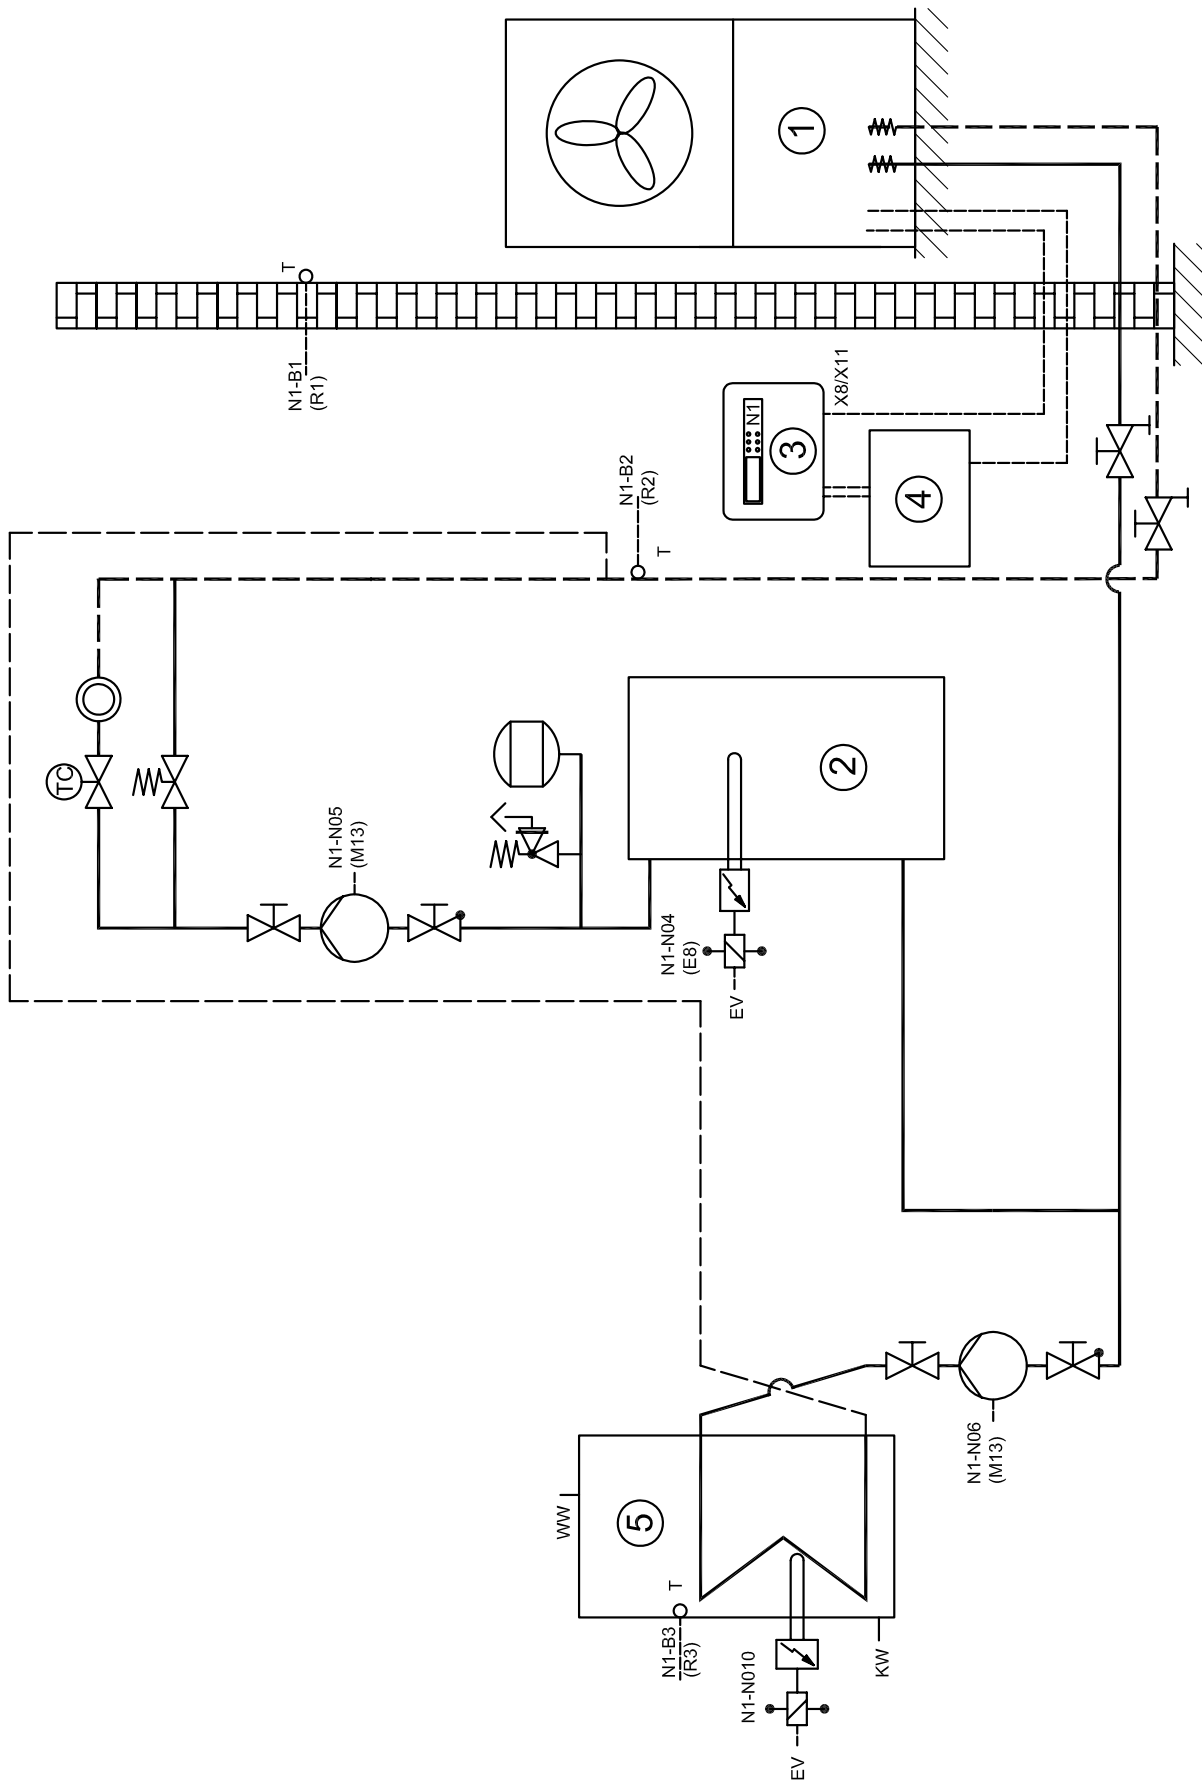 WW
5
T
N1-B3
(R3)
N1-N010
EV
KW
N1-N06
(M13)
TC
N1-N05
(M13)
N1-N04
(E8)
EV
2
N1-B1
(R1)
T
N1-B2
(R2)
T
N1
3
4
X8/X11
1